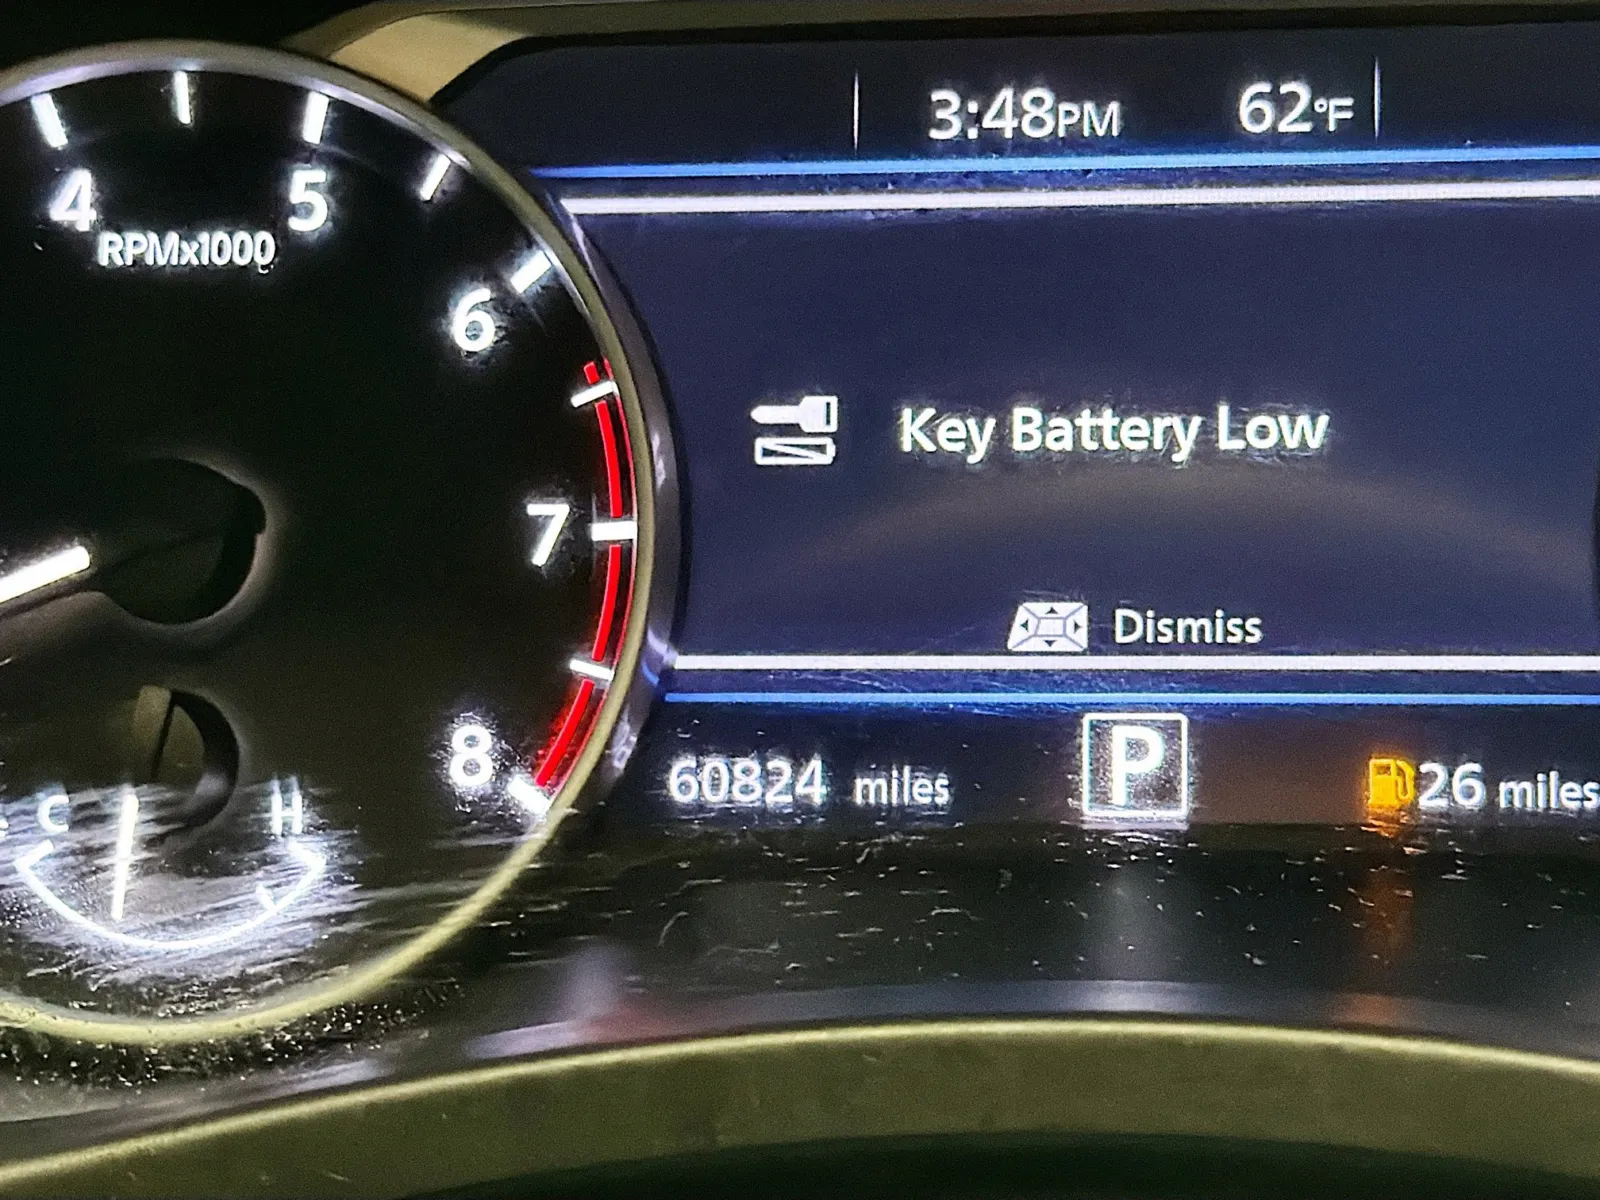 3:48PM 62°F
4 5
RPMx1000
6
Key Battery Low
7
Dismiss
8
60824 miles P 26 miles
C H